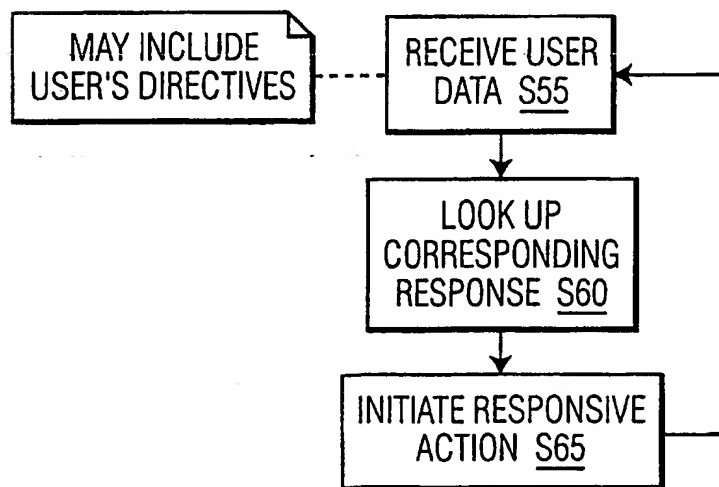 MAY INCLUDE
USER'S DIRECTIVES
RECEIVE USER
DATA S55
LOOK UP
CORRESPONDING
RESPONSE S60
INITIATE RESPONSIVE
ACTION S65